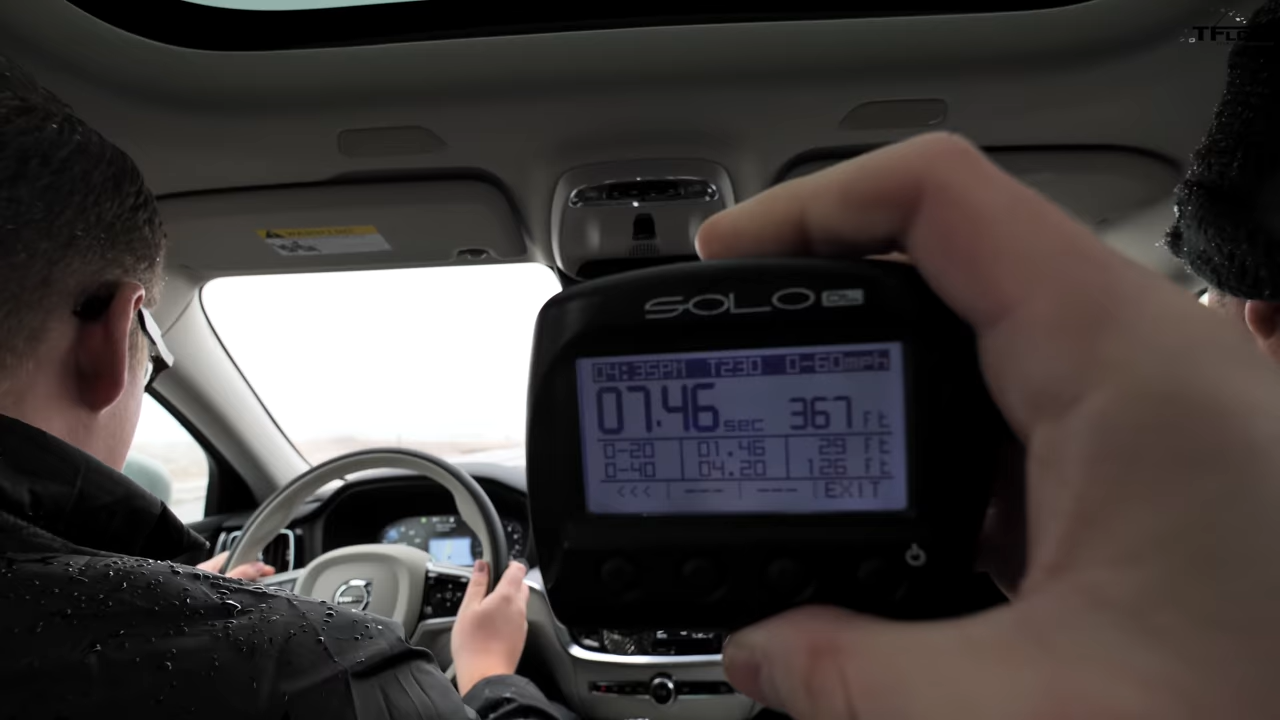 TFL
WARNING
SOLO DL
04:35PM T230 0-60mph
07.46 sec 367 ft
0-20 01.46 29 ft
0-40 04.20 126 ft
<<< ---- ---- EXIT